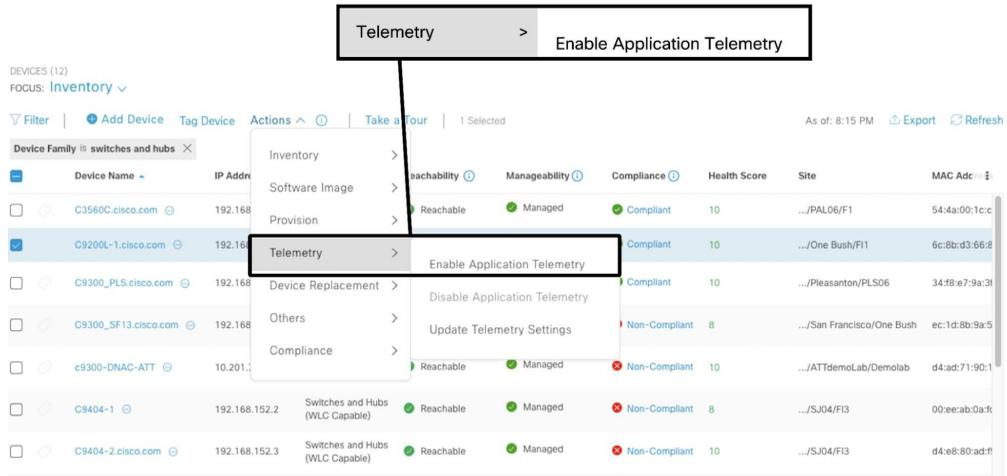 Telemetry > Enable Application Telemetry
DEVICES (12)
FOCUS: Inventory
Filter Add Device Tag Device Actions Take a Tour 1 Selected As of: 8:15 PM Export Refresh
Device Family is switches and hubs
Device Name IP Addre Reachability Manageability Compliance Health Score Site MAC Addre
C3560C.cisco.com 192.168 Reachable Managed Compliant 10 .../PAL06/F1 54:4a:00:1c:c
C9200L-1.cisco.com 192.168 Compliant 10 .../One Bush/Fl1 6c:8b:d3:66:8
C9300_PLS.cisco.com 192.168 Compliant 10 .../Pleasanton/PLS06 34:f8:e7:9a:3f
C9300_SF13.cisco.com 192.168 Non-Compliant 8 .../San Francisco/One Bush ec:1d:8b:9a:5
c9300-DNAC-ATT 10.201. Reachable Managed Non-Compliant 10 .../ATTdemoLab/Demolab d4:ad:71:90:1
C9404-1 192.168.152.2 Switches and Hubs (WLC Capable) Reachable Managed Non-Compliant 8 .../SJ04/Fl3 00:ee:ab:0a:fc
C9404-2.cisco.com 192.168.152.3 Switches and Hubs (WLC Capable) Reachable Managed Non-Compliant 10 .../SJ04/Fl3 d4:e8:80:ad:f
Inventory >
Software Image >
Provision >
Telemetry >
Device Replacement >
Others >
Compliance >
Enable Application Telemetry
Disable Application Telemetry
Update Telemetry Settings